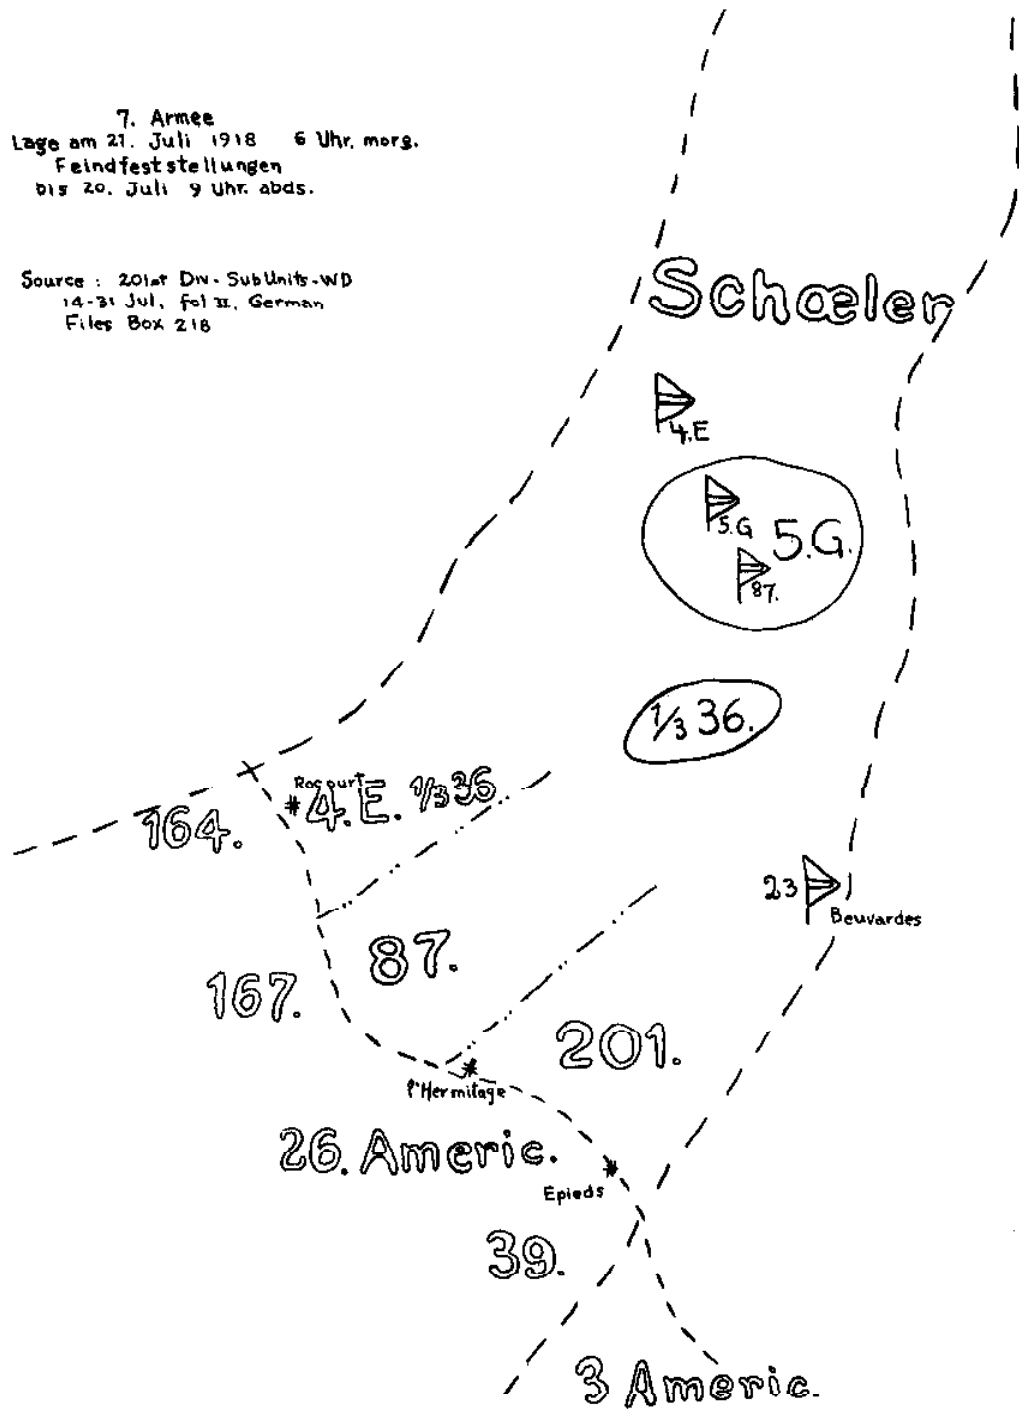 7. Armee
Lage am 21. Juli 1918 6 Uhr. morg.
Feindfeststellungen
bis 20. Juli 9 Uhr. abds.
Source : 201st Div- SubUnits-WD
14-31 Jul, fol II, German
Files Box 218
Schœler
4.E
5.G
5.G.
87.
1/3 36.
Rocourt
4.E. 1/3 36
164.
23
Beuvardes
87.
167.
201.
l'Hermitage
26. Americ.
Epieds
39.
3 Americ.